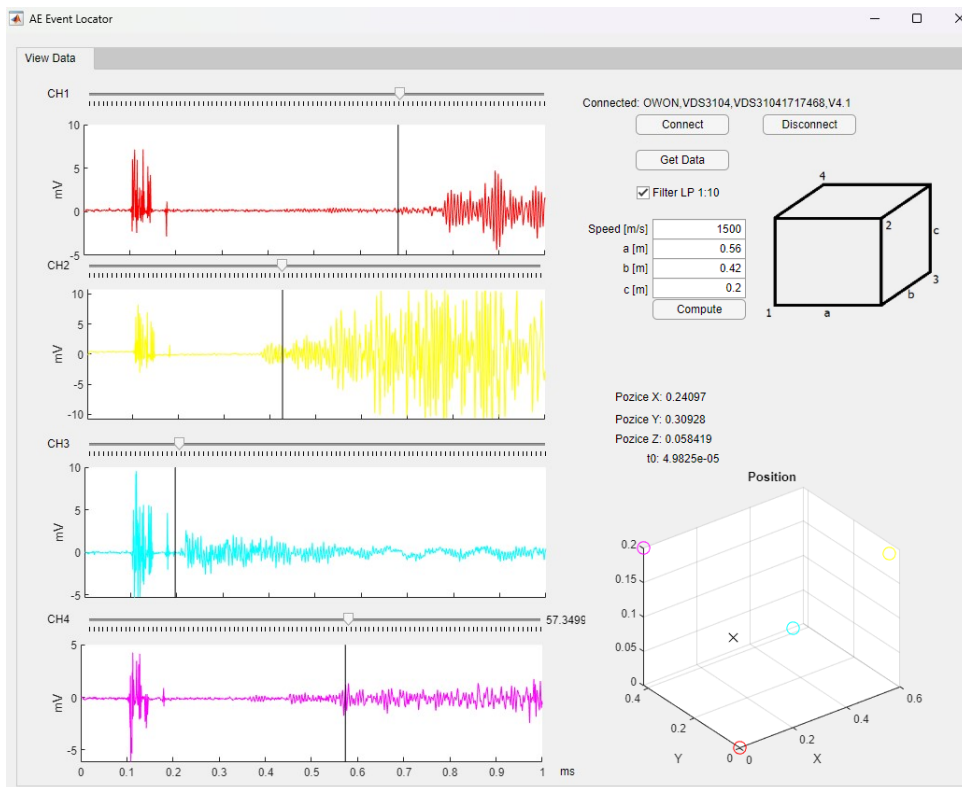 AE Event Locator
View Data
CH1
10
5
0
-5
mV
CH2
10
5
0
-5
-10
mV
CH3
10
5
0
-5
mV
CH4
57.3499
5
0
-5
mV
0 0.1 0.2 0.3 0.4 0.5 0.6 0.7 0.8 0.9 1 ms
Connected: OWON,VDS3104,VDS31041717468,V4.1
Connect Disconnect
Get Data
Filter LP 1:10
Speed [m/s] 1500
a [m] 0.56
b [m] 0.42
c [m] 0.2
Compute
4
2
c
3
b
1
a
Pozice X: 0.24097
Pozice Y: 0.30928
Pozice Z: 0.058419
t0: 4.9825e-05
Position
0.2
0.15
0.1
0.05
0
0.4
0.2
0
Y
0
0.2
0.4
0.6
X